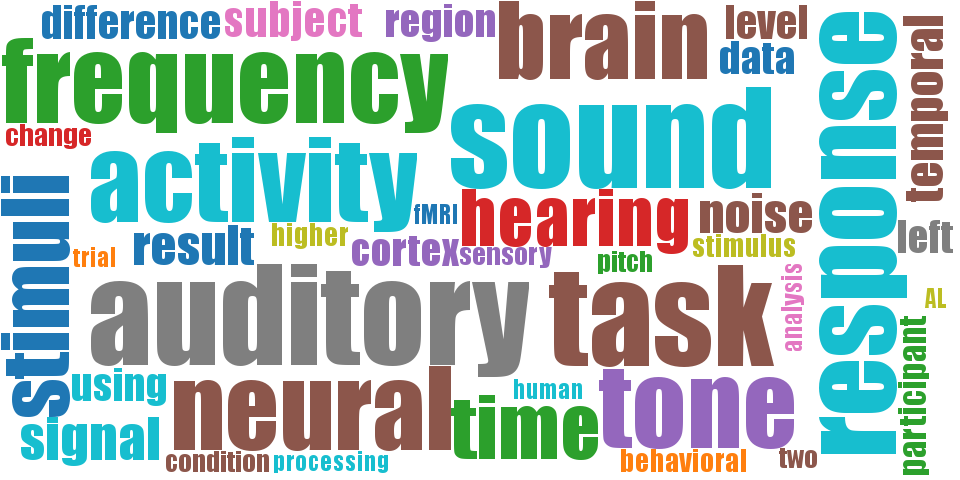 difference
subject
region
brain
level
data
frequency
change
sound
response
temporal
activity
stimuli
fMRI
hearing
noise
left
trial
result
higher
cortex
sensory
pitch
stimulus
analysis
AL
auditory
task
using
neural
time
human
tone
participant
signal
condition
processing
behavioral
two